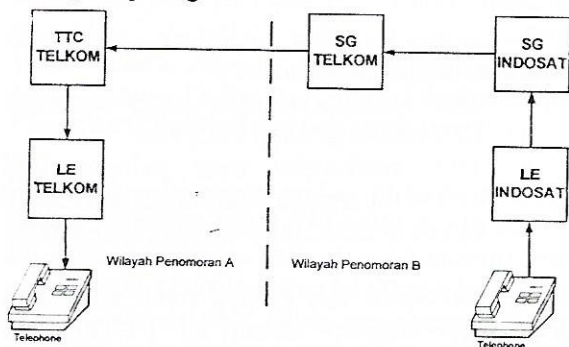 TTC
TELKOM
SG
TELKOM
SG
INDOSAT
LE
TELKOM
LE
INDOSAT
Wilayah Penomoran A
Wilayah Penomoran B
Telephone
Telephone